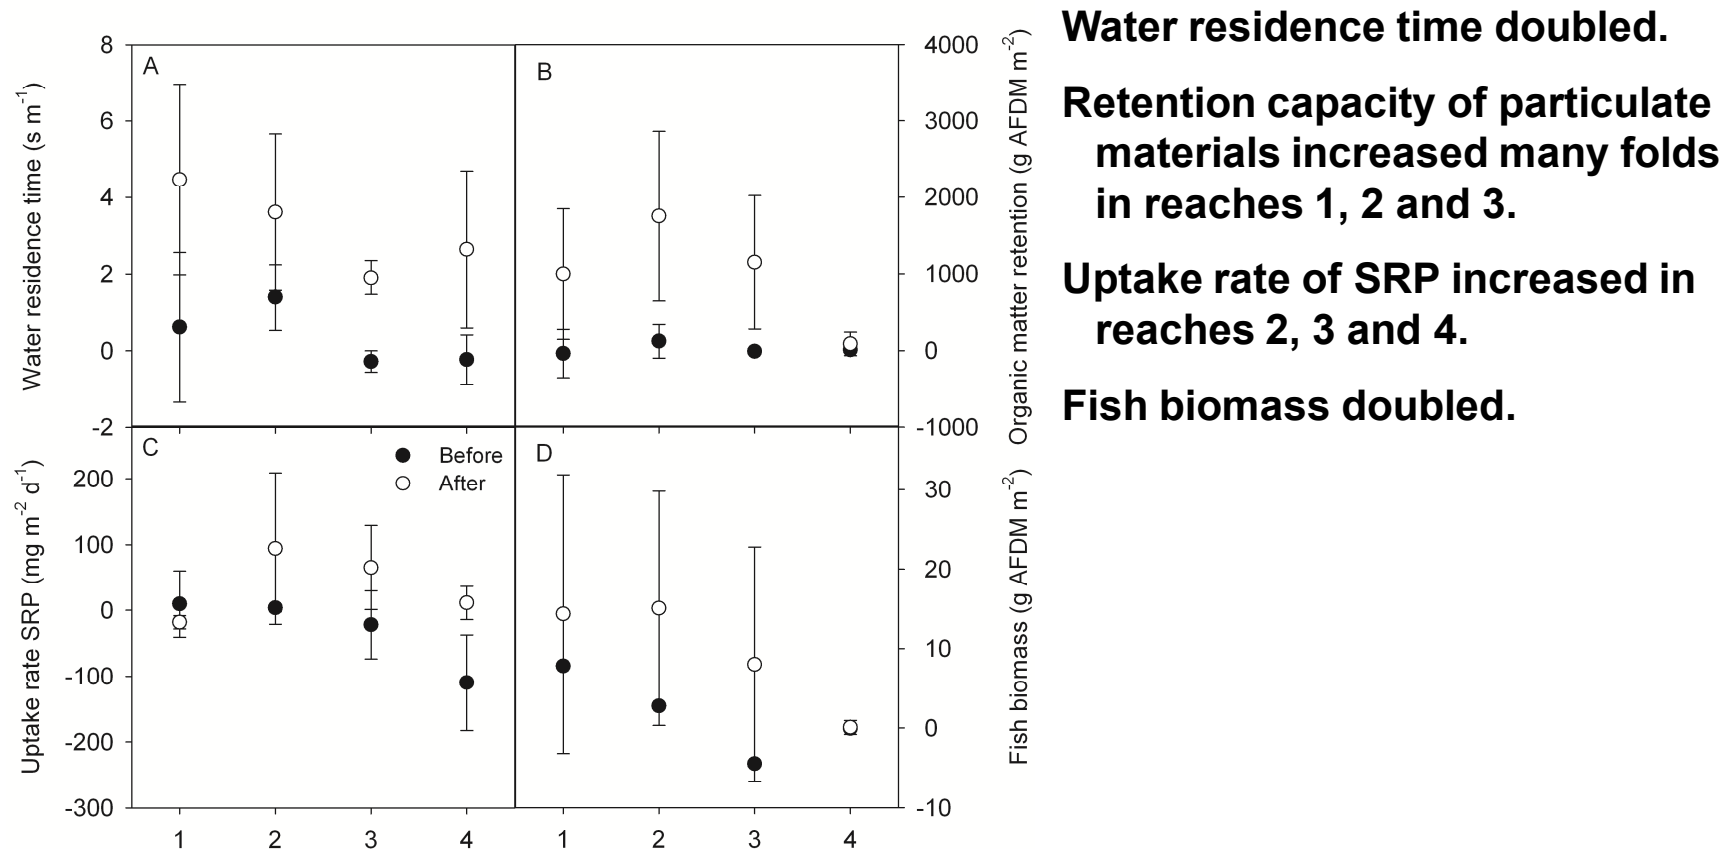 8
6
4
2
0
-2
Water residence time (s m⁻¹)
A
B
4000
3000
2000
1000
0
-1000
Organic matter retention (g AFDM m⁻²)
C
Before
After
200
100
0
-100
-200
-300
Uptake rate SRP (mg m⁻² d⁻¹)
D
30
20
10
0
-10
Fish biomass (g AFDM m⁻²)
1 2 3 4
1 2 3 4
Water residence time doubled.
Retention capacity of particulate
materials increased many folds
in reaches 1, 2 and 3.
Uptake rate of SRP increased in
reaches 2, 3 and 4.
Fish biomass doubled.